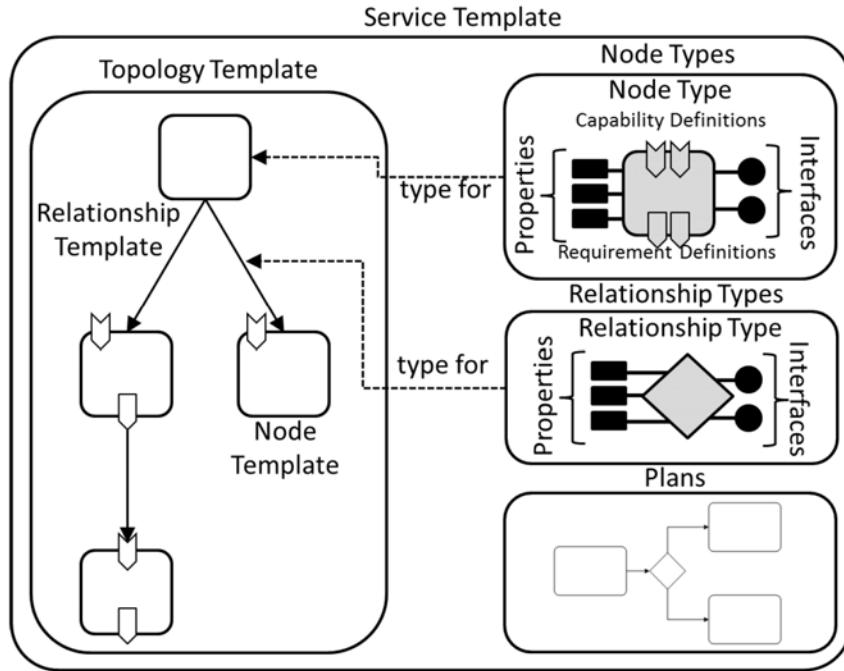 Service Template
Topology Template
Relationship
Template
Node
Template
type for
type for
Node Types
Node Type
Capability Definitions
Properties
Interfaces
Requirement Definitions
Relationship Types
Relationship Type
Properties
Interfaces
Plans